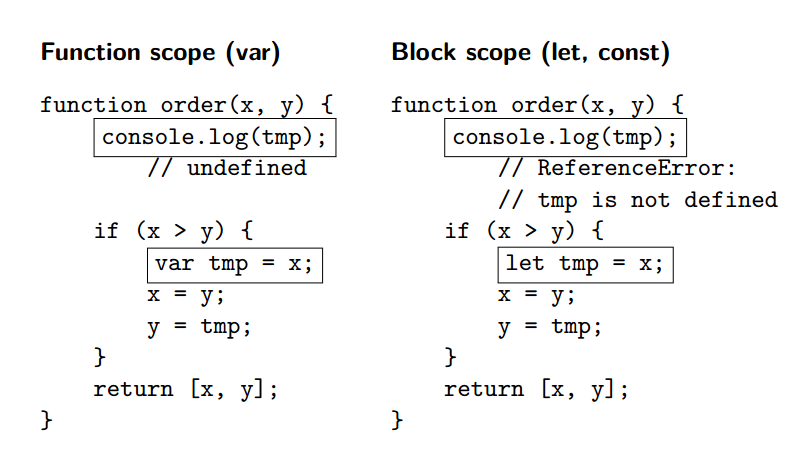 Function scope (var)
function order(x, y) {
console.log(tmp);
// undefined
if (x > y) {
var tmp = x;
x = y;
y = tmp;
}
return [x, y];
}
Block scope (let, const)
function order(x, y) {
console.log(tmp);
// ReferenceError:
// tmp is not defined
if (x > y) {
let tmp = x;
x = y;
y = tmp;
}
return [x, y];
}